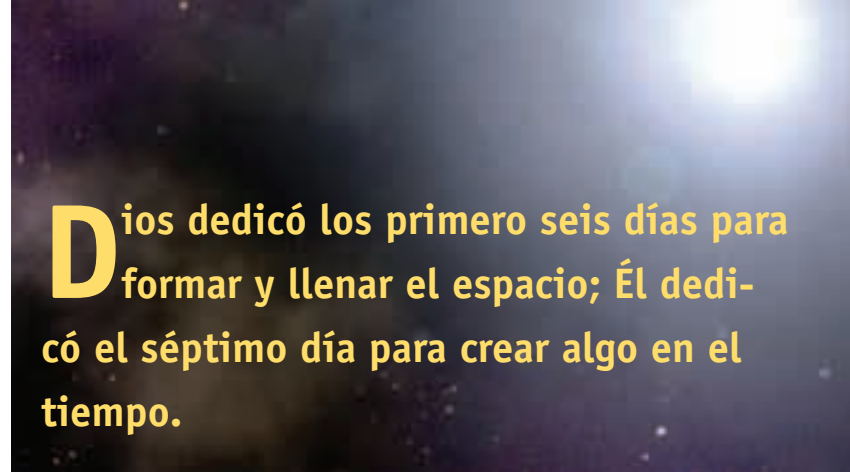 Dios dedicó los primero seis días para
formar y llenar el espacio; Él dedi-
có el séptimo día para crear algo en el
tiempo.